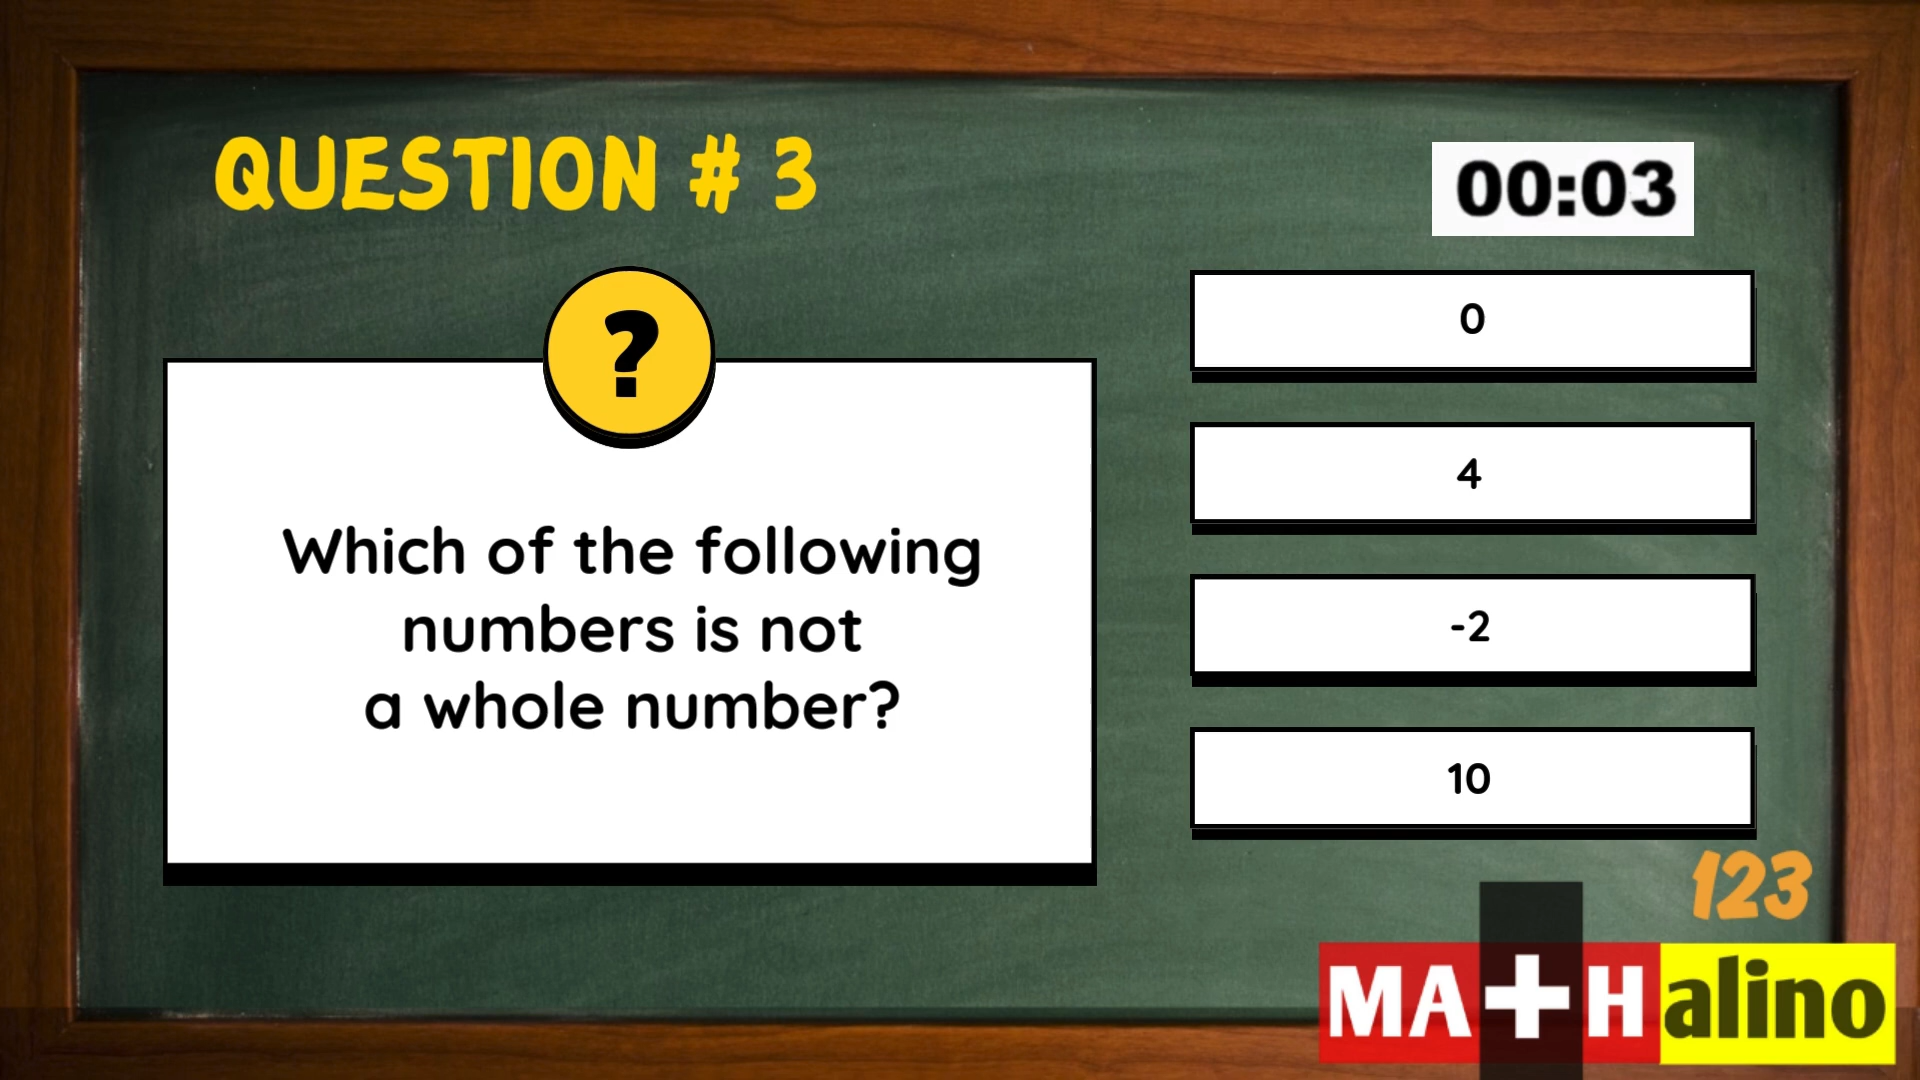 QUESTION # 3
00:03
?
Which of the following
numbers is not
a whole number?
0
4
-2
10
123
MA+Halino